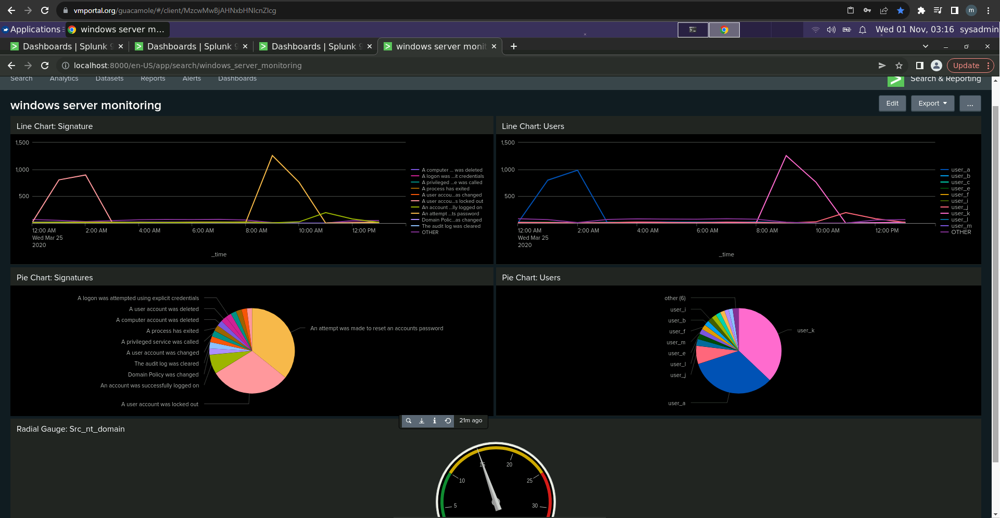 vmportal.org/guacamole/#/client/MzcwMwBjAHNxbHNlcnZlcg
m
Applications
windows server m...
Wed 01 Nov, 03:16 sysadmin
Dashboards | Splunk 9
Dashboards | Splunk 9
Dashboards | Splunk 9
windows server monit
localhost:8000/en-US/app/search/windows_server_monitoring
Update
Search Analytics Datasets Reports Alerts Dashboards
Search & Reporting
windows server monitoring
Edit
Export
...
Line Chart: Signature
1,500
1,000
500
12:00 AM
Wed Mar 25
2020
2:00 AM
4:00 AM
6:00 AM
8:00 AM
10:00 AM
12:00 PM
_time
A computer ... was deleted
A logon was ...it credentials
A privileged ...e was called
A process has exited
A user accou...as changed
A user accou...s locked out
An account ...lly logged on
An attempt ...ts password
Domain Polic...as changed
The audit log was cleared
OTHER
Line Chart: Users
1,500
1,000
500
12:00 AM
Wed Mar 25
2020
2:00 AM
4:00 AM
6:00 AM
8:00 AM
10:00 AM
12:00 PM
_time
user_a
user_b
user_c
user_e
user_f
user_i
user_j
user_k
user_l
user_m
OTHER
Pie Chart: Signatures
A logon was attempted using explicit credentials
A user account was deleted
A computer account was deleted
A process has exited
A privileged service was called
A user account was changed
The audit log was cleared
Domain Policy was changed
An account was successfully logged on
A user account was locked out
An attempt was made to reset an accounts password
Pie Chart: Users
other (6)
user_i
user_b
user_f
user_m
user_e
user_l
user_j
user_a
user_k
21m ago
Radial Gauge: Src_nt_domain
5
10
15
20
25
30